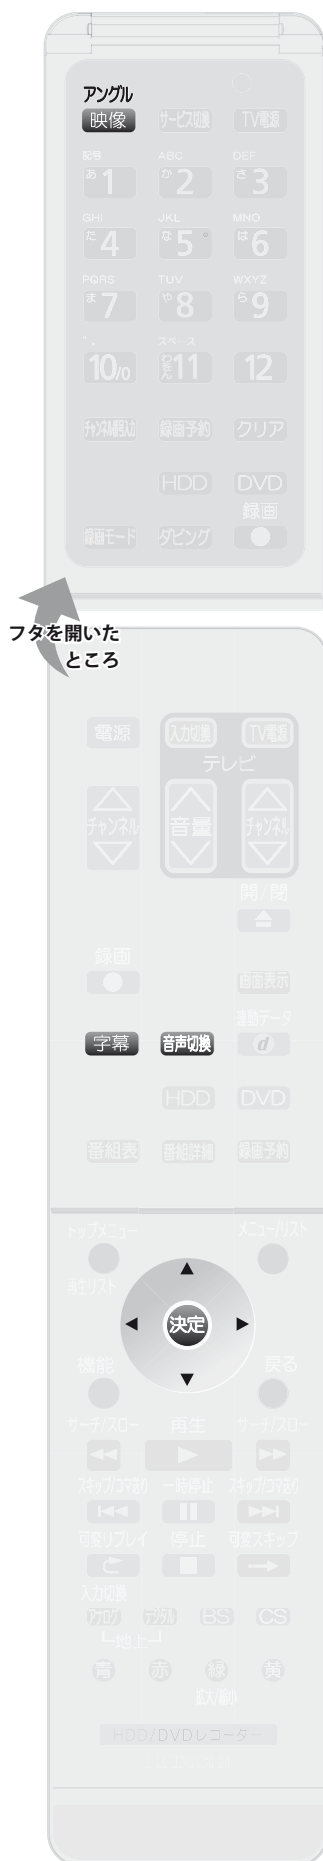 アングル
映像 サービス切換 TV電源
記号 ABC DEF
あ1 か2 さ3
GHI JKL MNO
た4 な5 は6
PQRS TUV WXYZ
ま7 や8 ら9
スペース
10/0 わをん11 12
チャンネル番号入力 録画予約 クリア
HDD DVD
録画
録画モード ダビング
フタを開いた
ところ
電源 入力切換 TV電源
テレビ
チャンネル 音量 チャンネル
開/閉
録画
画面表示
連動データ
字幕 音声切換 d
HDD DVD
番組表 番組詳細 録画予約
トップメニュー メニュー/リスト
再生リスト
決定
機能 戻る
サーチ/スロー 再生 サーチ/スロー
スキップ/コマ送り 一時停止 スキップ/コマ送り
可変リプレイ 停止 可変スキップ
入力切換
アナログ デジタル BS CS
地上
青 赤 緑 黄
拡大/縮小
HDD/DVDレコーダー